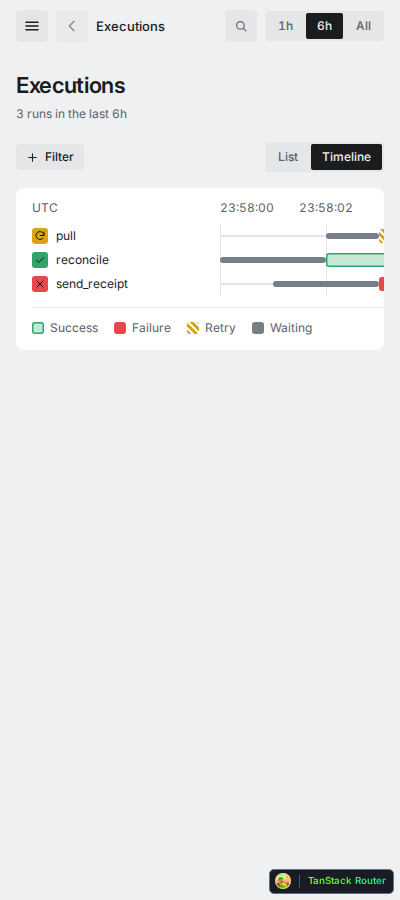 Executions
1h 6h All
Executions
3 runs in the last 6h
+ Filter
List Timeline
UTC 23:58:00 23:58:02
pull
reconcile
send_receipt
Success Failure Retry Waiting
TanStack Router